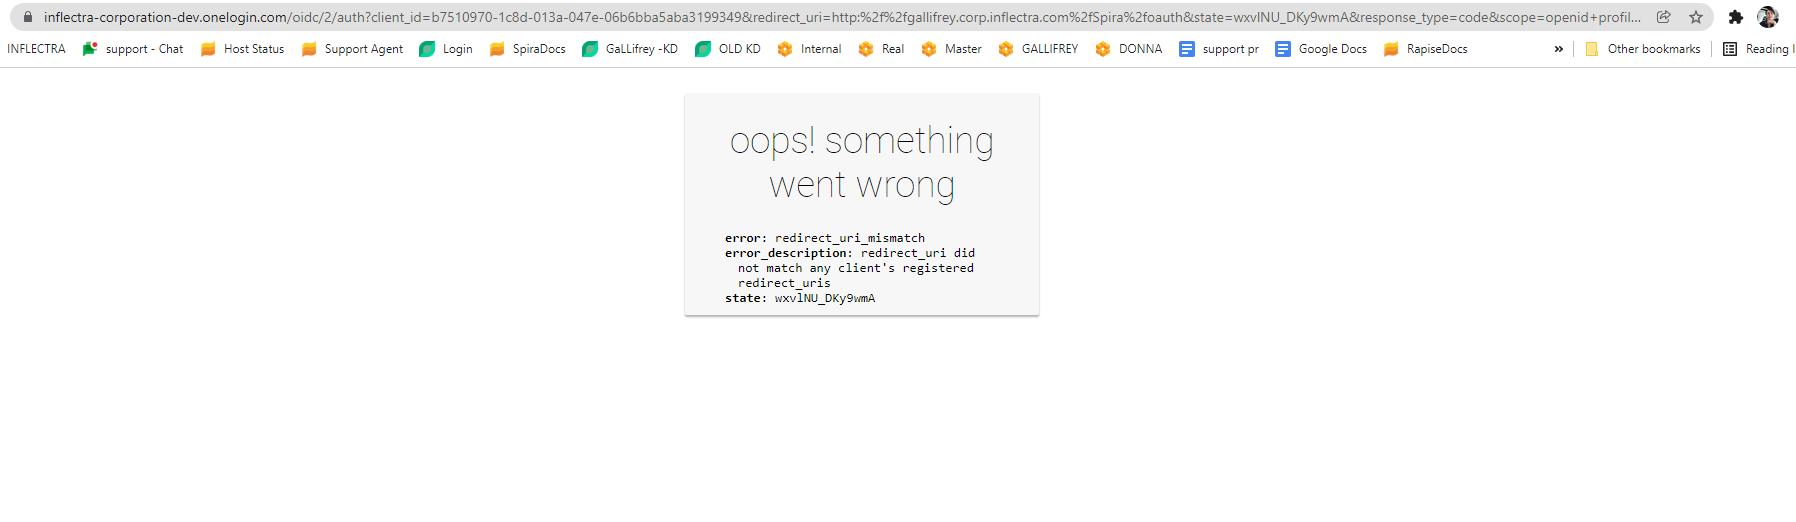 inflectra-corporation-dev.onelogin.com/oidc/2/auth?client_id=b7510970-1c8d-013a-047e-06b6bba5aba3199349&redirect_uri=http:%2f%2fgallifrey.corp.inflectra.com%2fSpira%2foauth&state=wxvlNU_DKy9wmA&response_type=code&scope=openid+profil...
INFLECTRA support - Chat Host Status Support Agent Login SpiraDocs GaLLifrey -KD OLD KD Internal Real Master GALLIFREY DONNA support pr Google Docs RapiseDocs » Other bookmarks Reading l
oops! something
went wrong
error: redirect_uri_mismatch
error_description: redirect_uri did
not match any client's registered
redirect_uris
state: wxvlNU_DKy9wmA